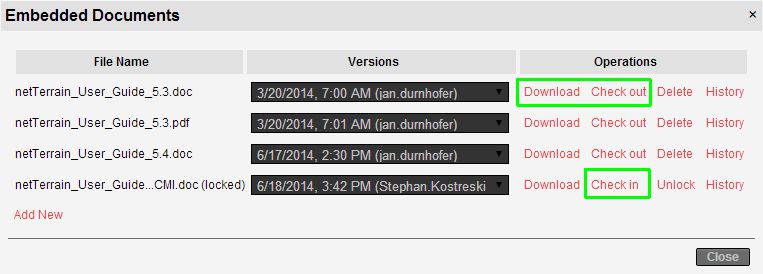 Embedded Documents ×
File Name Versions Operations
netTerrain_User_Guide_5.3.doc 3/20/2014, 7:00 AM (jan.durnhofer) Download Check out Delete History
netTerrain_User_Guide_5.3.pdf 3/20/2014, 7:01 AM (jan.durnhofer) Download Check out Delete History
netTerrain_User_Guide_5.4.doc 6/17/2014, 2:30 PM (jan.durnhofer) Download Check out Delete History
netTerrain_User_Guide...CMI.doc (locked) 6/18/2014, 3:42 PM (Stephan.Kostreski Download Check in Unlock History
Add New
Close